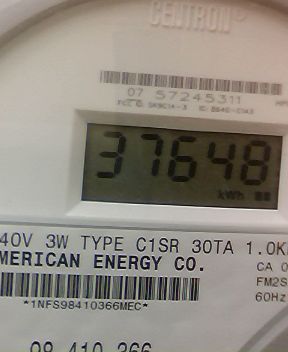 CENTRON®
07 57245311
37648
kWh
40V 3W TYPE C1SR 30TA 1.0K
MERICAN ENERGY CO.
CA 0
FM2S
60Hz
*1NFS98410366MEC*
98 410 366